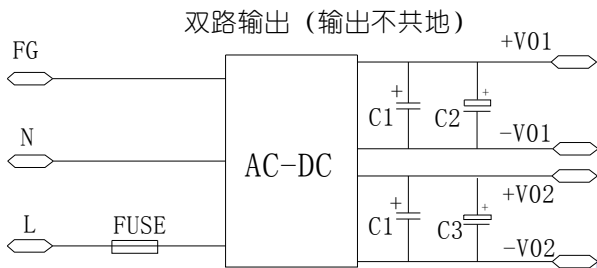 双路输出（输出不共地）
FG
+V01
+
C1
+
C2
N
-V01
AC-DC
+V02
L
FUSE
+
C1
+
C3
-V02